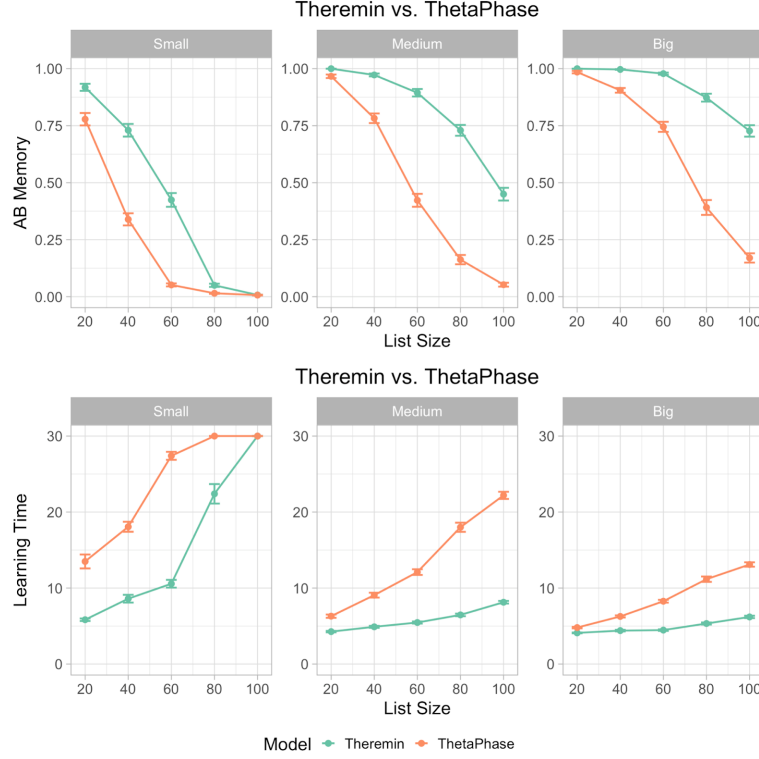 Theremin vs. ThetaPhase
Small Medium Big
AB Memory
1.00 1.00 1.00
0.75 0.75 0.75
0.50 0.50 0.50
0.25 0.25 0.25
0.00 0.00 0.00
20 40 60 80 100 20 40 60 80 100 20 40 60 80 100
List Size
Theremin vs. ThetaPhase
Small Medium Big
Learning Time
30 30 30
20 20 20
10 10 10
0 0 0
20 40 60 80 100 20 40 60 80 100 20 40 60 80 100
List Size
Model Theremin ThetaPhase